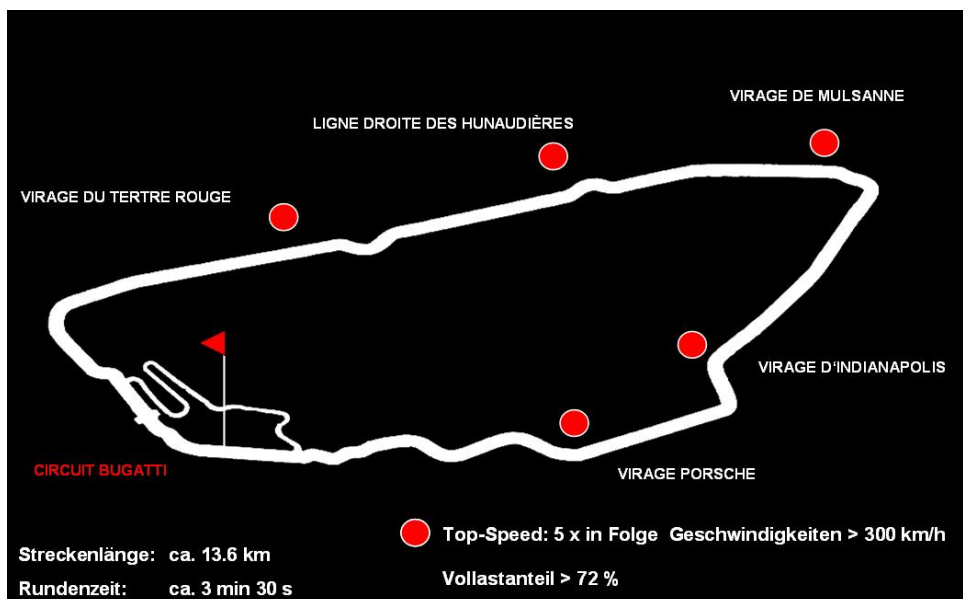 VIRAGE DE MULSANNE
LIGNE DROITE DES HUNAUDIÈRES
VIRAGE DU TERTRE ROUGE
VIRAGE D'INDIANAPOLIS
CIRCUIT BUGATTI
VIRAGE PORSCHE
Top-Speed: 5 x in Folge Geschwindigkeiten > 300 km/h
Streckenlänge: ca. 13.6 km
Vollastanteil > 72 %
Rundenzeit: ca. 3 min 30 s